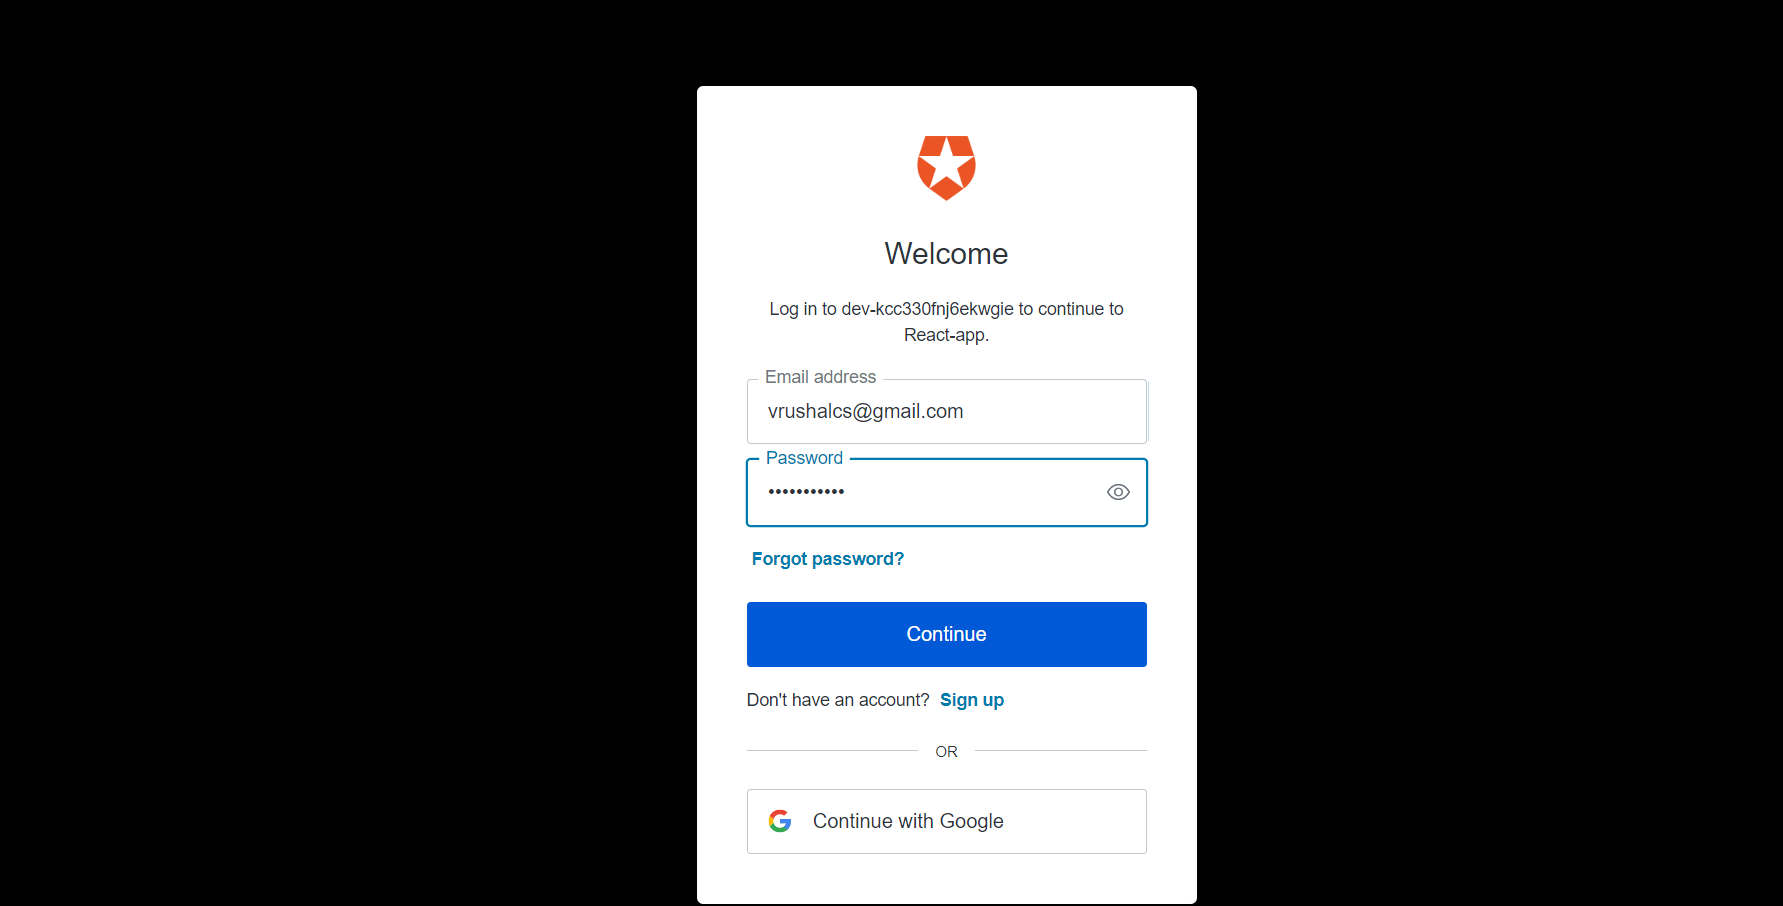 Welcome
Log in to dev-kcc330fnj6ekwgie to continue to
React-app.
Email address
vrushalcs@gmail.com
Password
•••••••••••
Forgot password?
Continue
Don't have an account? Sign up
OR
Continue with Google